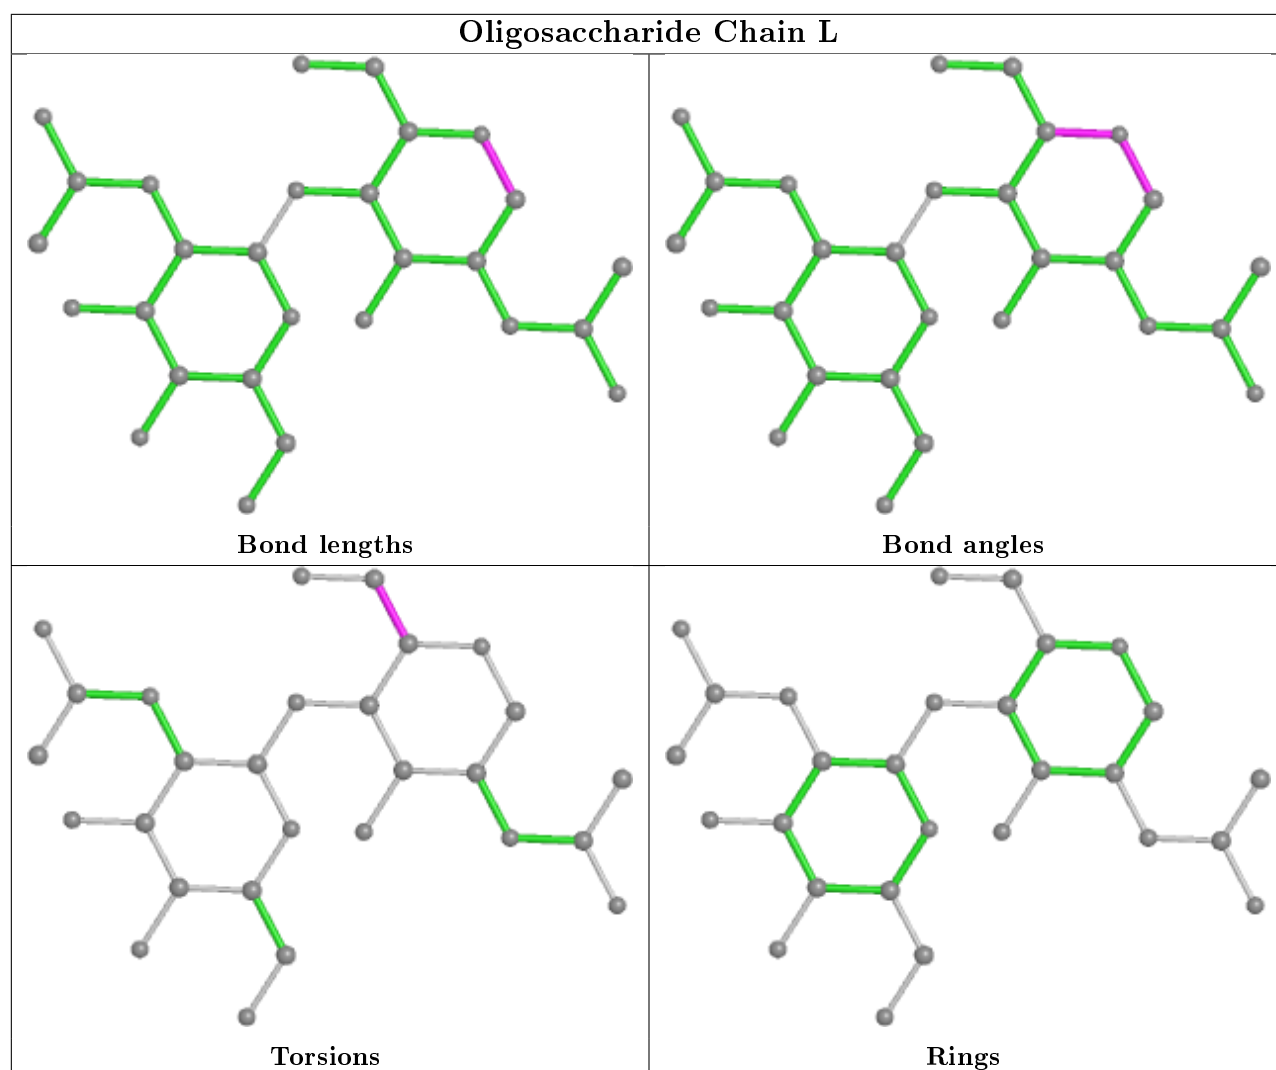 Oligosaccharide Chain L
Bond lengths
Bond angles
Torsions
Rings